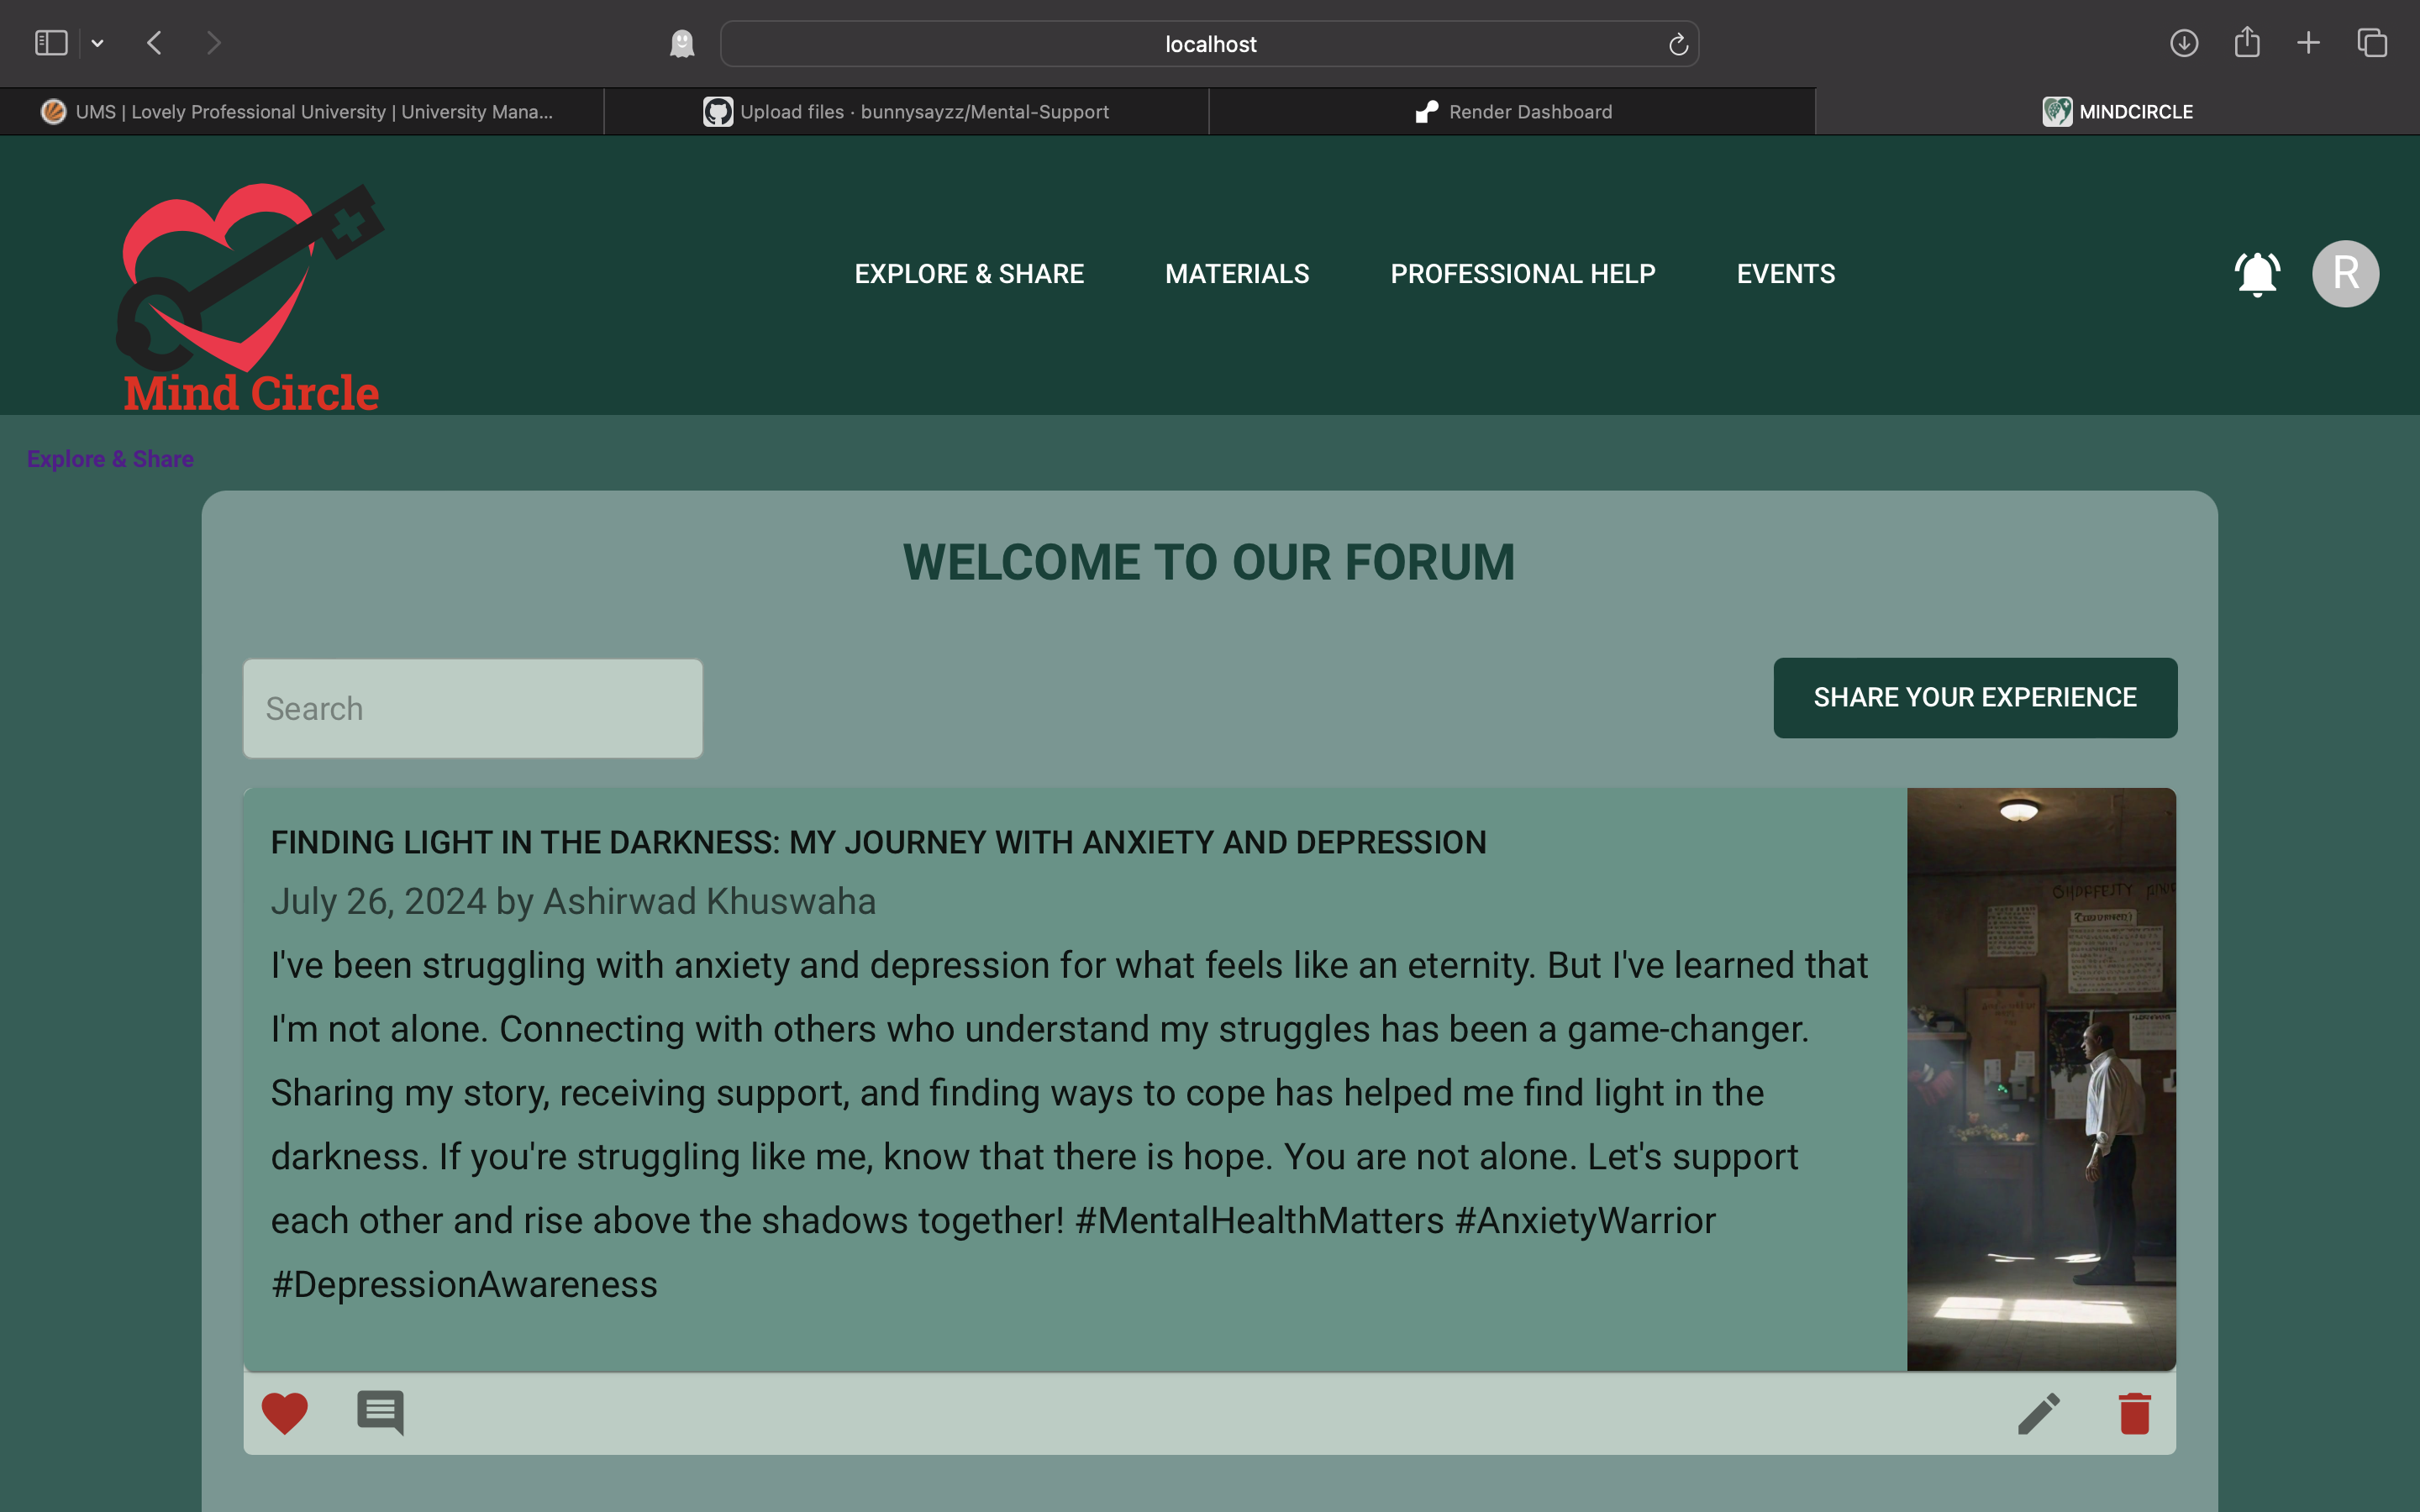 localhost
UMS | Lovely Professional University | University Mana...
Upload files · bunnysayzz/Mental-Support
Render Dashboard
MINDCIRCLE
Mind Circle
EXPLORE & SHARE
MATERIALS
PROFESSIONAL HELP
EVENTS
R
Explore & Share
WELCOME TO OUR FORUM
Search
SHARE YOUR EXPERIENCE
FINDING LIGHT IN THE DARKNESS: MY JOURNEY WITH ANXIETY AND DEPRESSION
July 26, 2024 by Ashirwad Khuswaha
I've been struggling with anxiety and depression for what feels like an eternity. But I've learned that
I'm not alone. Connecting with others who understand my struggles has been a game-changer.
Sharing my story, receiving support, and finding ways to cope has helped me find light in the
darkness. If you're struggling like me, know that there is hope. You are not alone. Let's support
each other and rise above the shadows together! #MentalHealthMatters #AnxietyWarrior
#DepressionAwareness